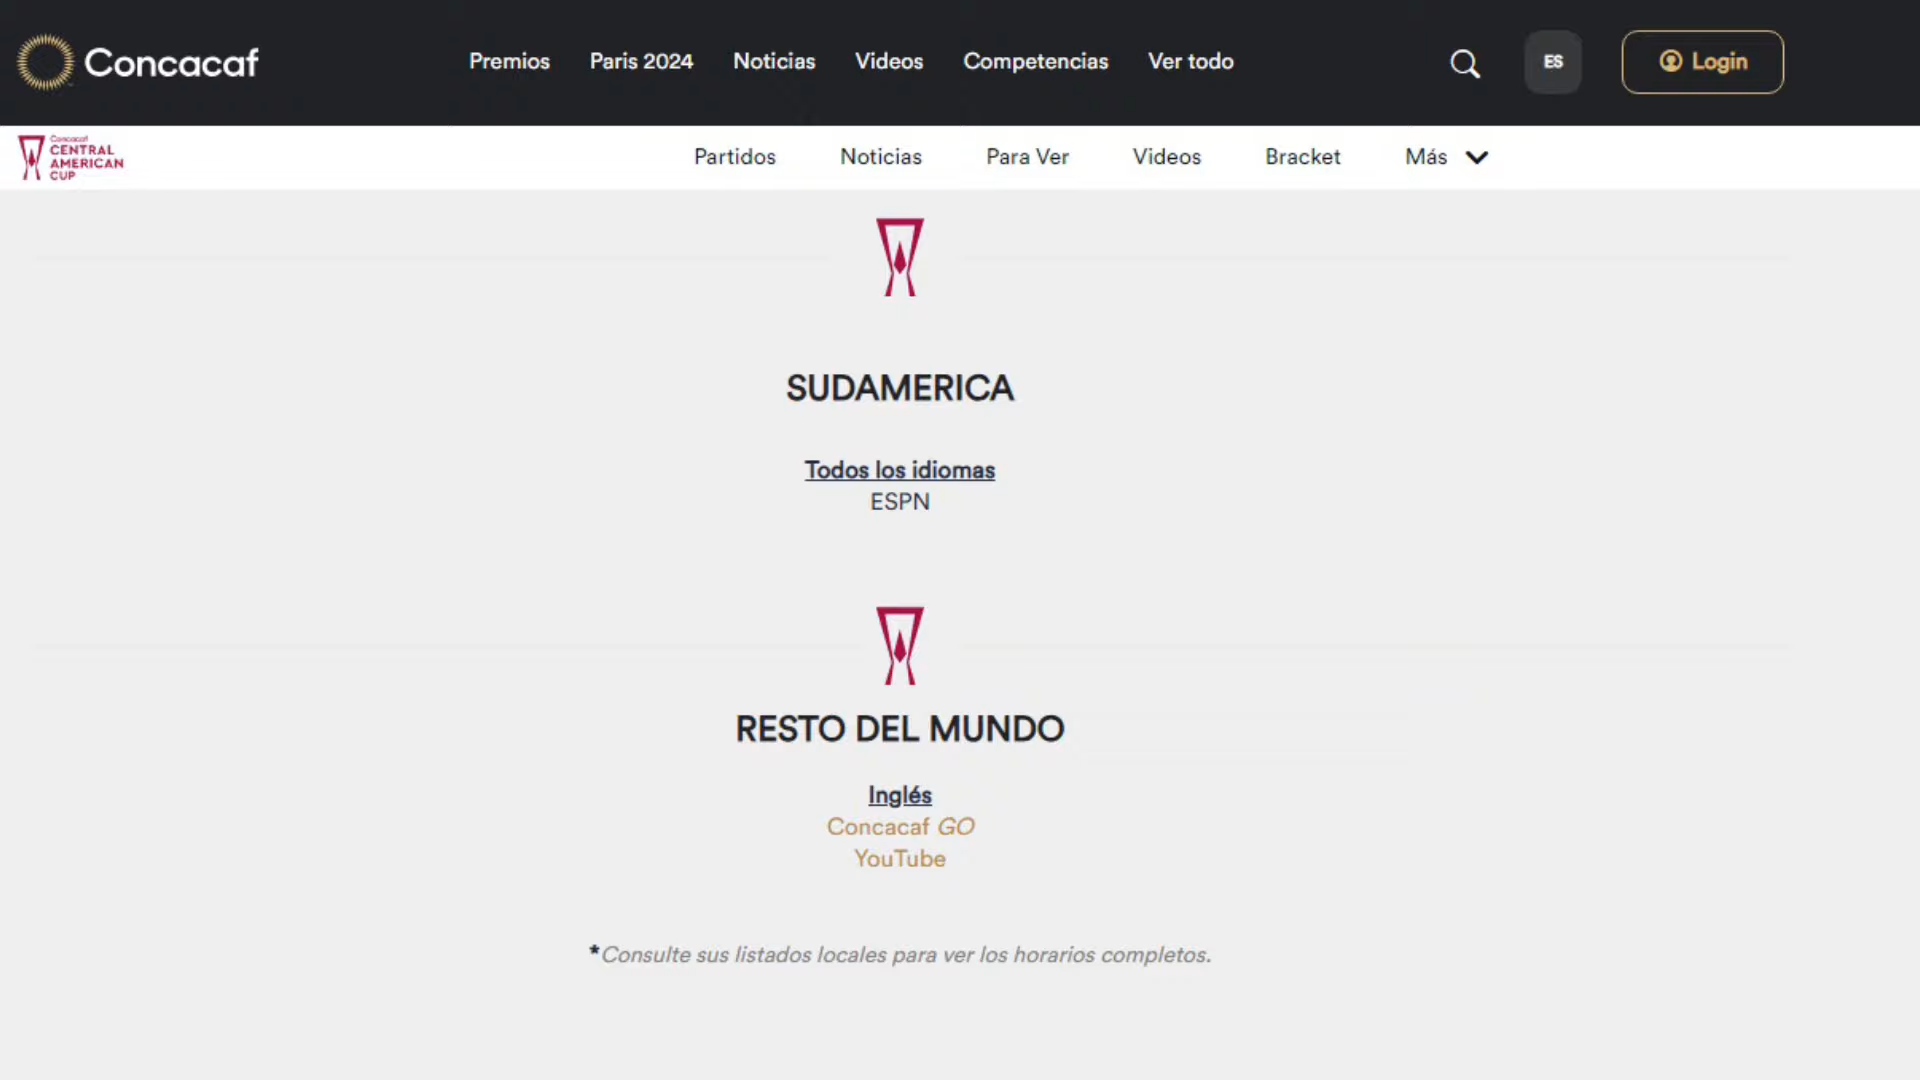 Concacaf
Premios
Paris 2024
Noticias
Videos
Competencias
Ver todo
ES
Login
Concacaf
CENTRAL
AMERICAN
CUP
Partidos
Noticias
Para Ver
Videos
Bracket
Más
SUDAMERICA
Todos los idiomas
ESPN
RESTO DEL MUNDO
Inglés
Concacaf GO
YouTube
*Consulte sus listados locales para ver los horarios completos.